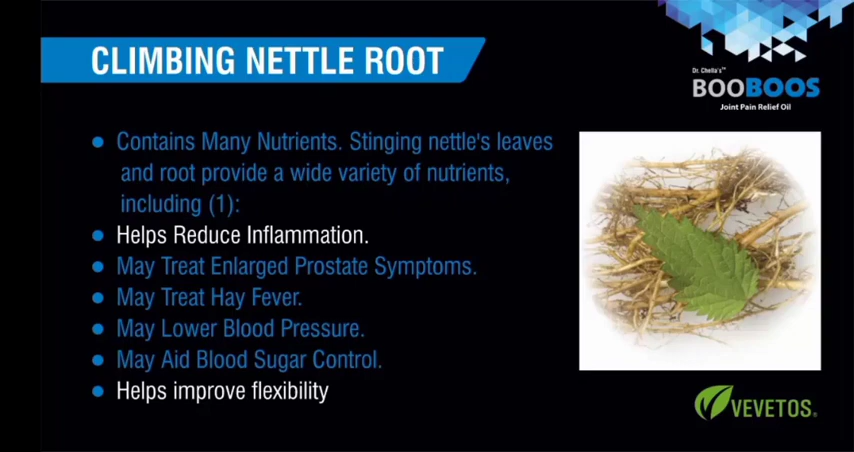 CLIMBING NETTLE ROOT
Dr. Chella's™
BOOBOOS
Joint Pain Relief Oil
Contains Many Nutrients. Stinging nettle's leaves
and root provide a wide variety of nutrients,
including (1):
Helps Reduce Inflammation.
May Treat Enlarged Prostate Symptoms.
May Treat Hay Fever.
May Lower Blood Pressure.
May Aid Blood Sugar Control.
Helps improve flexibility
VEVETOS®